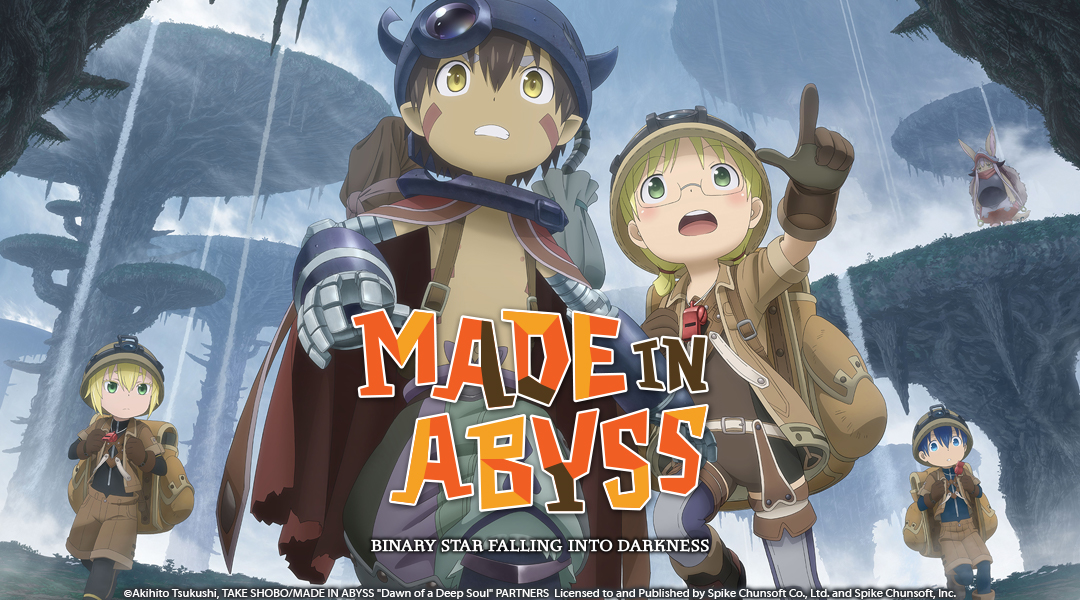 MADE IN
ABYSS
BINARY STAR FALLING INTO DARKNESS
©Akihito Tsukushi, TAKE SHOBO/MADE IN ABYSS "Dawn of a Deep Soul" PARTNERS Licensed to and Published by Spike Chunsoft Co., Ltd. and Spike Chunsoft, Inc.